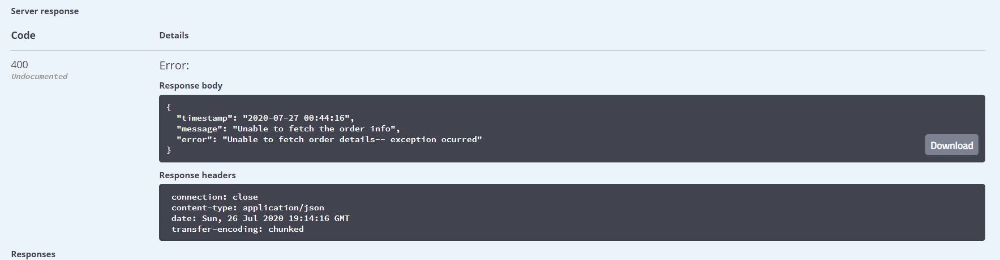 Server response
Code Details
400 Error:
Undocumented
Response body
{
"timestamp": "2020-07-27 00:44:16",
"message": "Unable to fetch the order info",
"error": "Unable to fetch order details-- exception ocurred"
}
Download
Response headers
connection: close
content-type: application/json
date: Sun, 26 Jul 2020 19:14:16 GMT
transfer-encoding: chunked
Responses